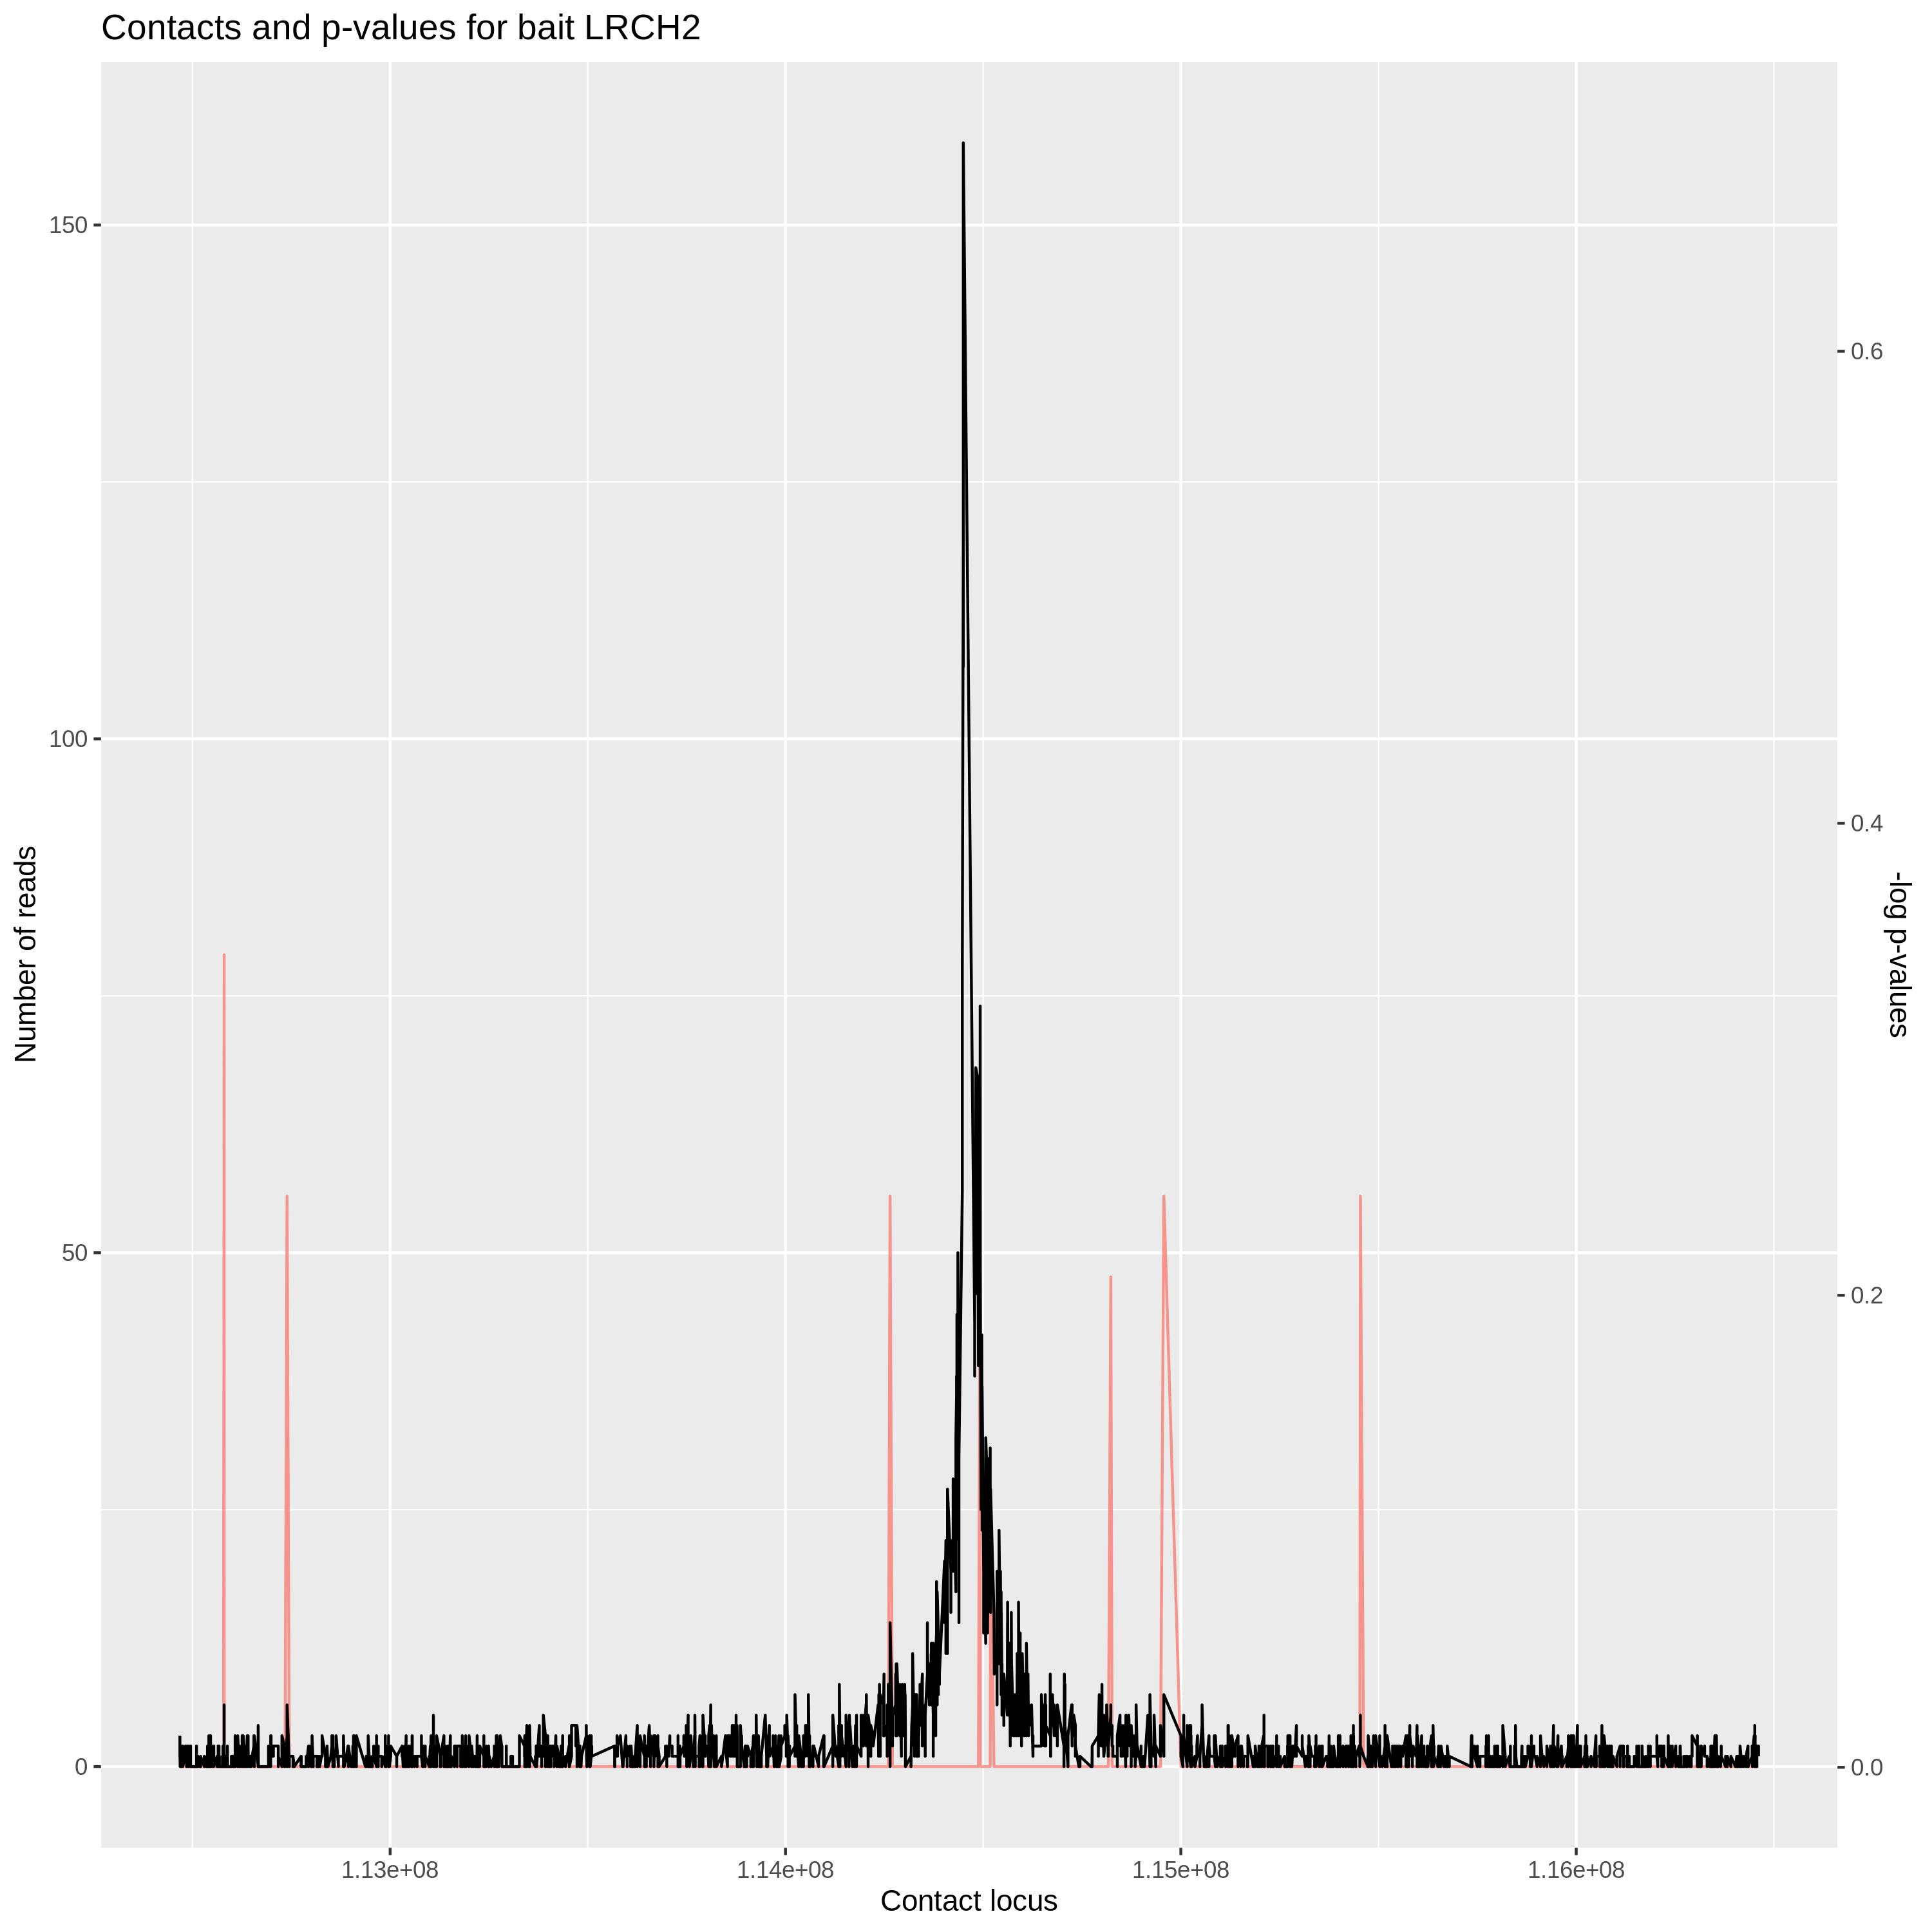 Contacts and p-values for bait LRCH2
150
100
50
0
Number of reads
0.6
0.4
0.2
0.0
-log p-values
1.13e+08
1.14e+08
1.15e+08
1.16e+08
Contact locus